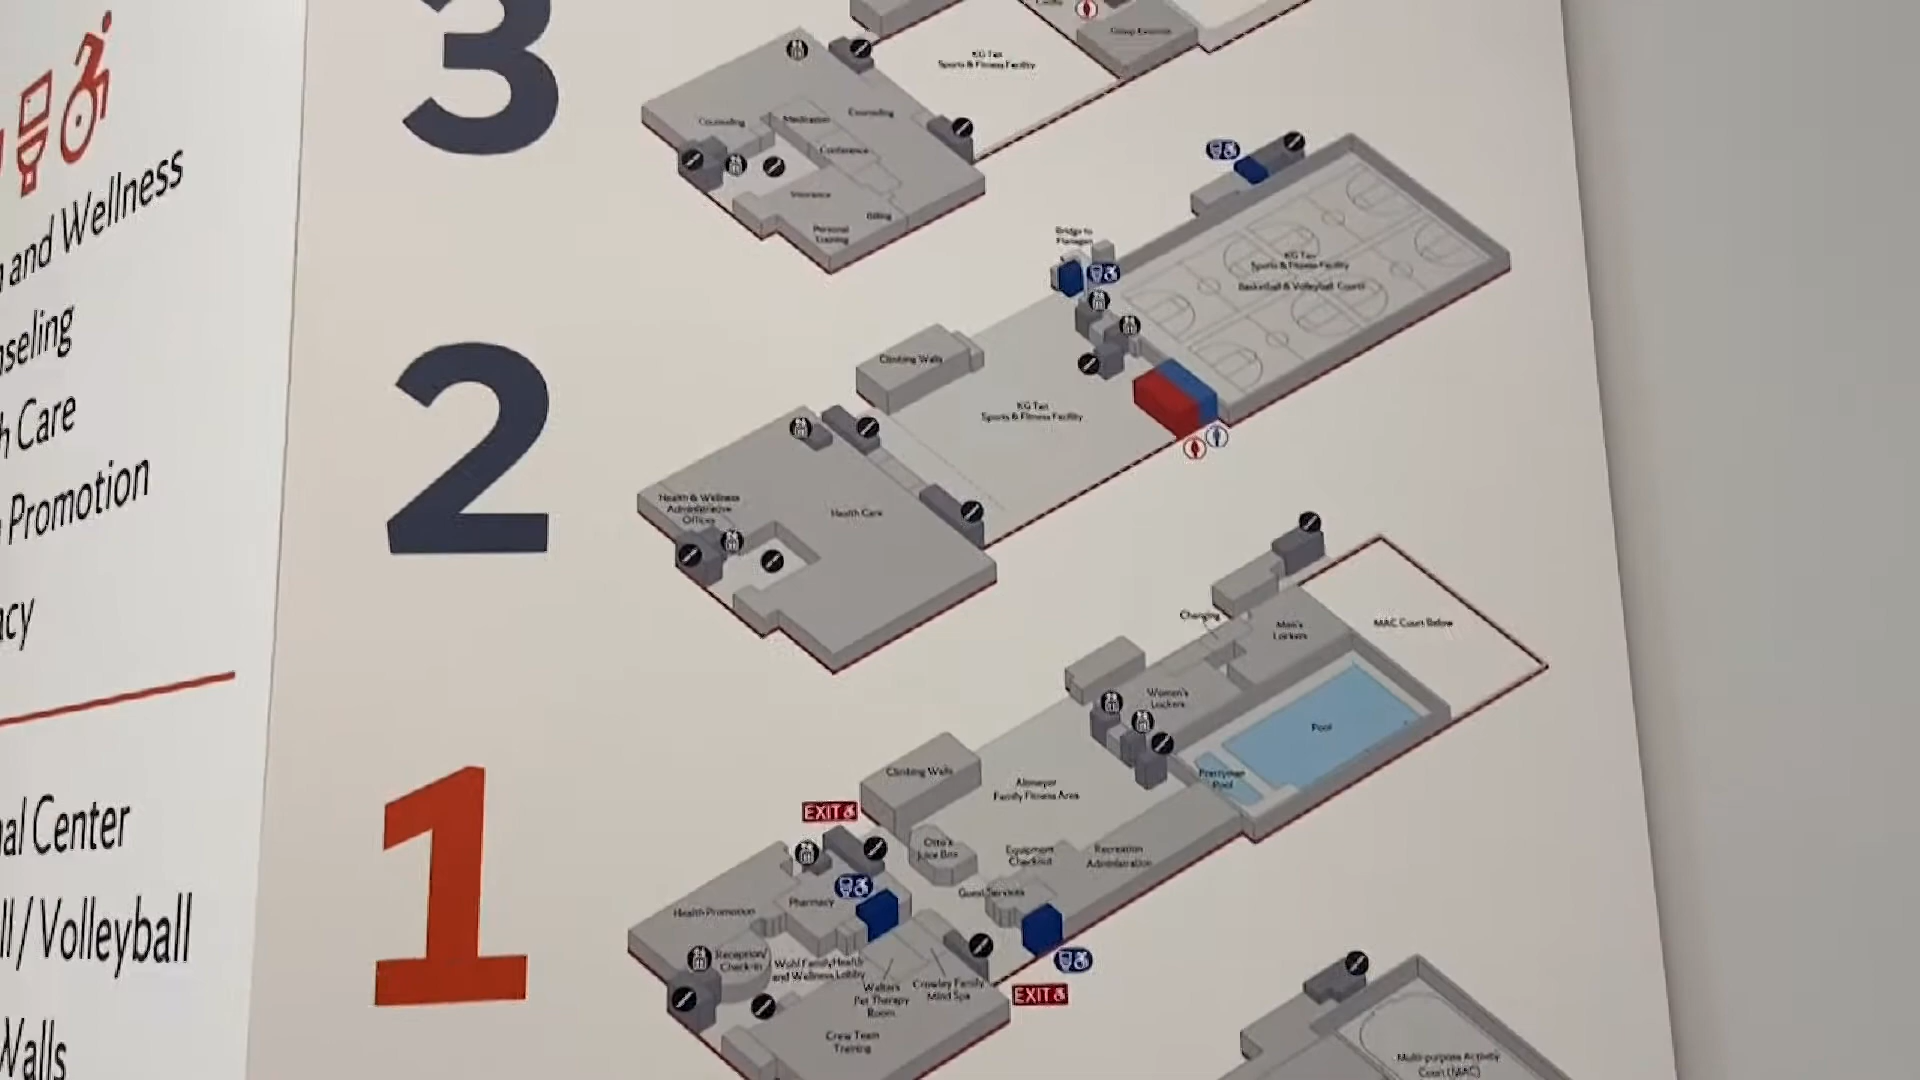 and Wellness
nseling
h Care
Promotion
acy
nal Center
ll / Volleyball
Walls
3
KG Tan
Sports & Fitness Facility
Group Exercise
Counseling
Meditation
Counseling
Conference
Insurance
Billing
Personal
Training
2
Bridge to
Flanagan
KG Tan
Sports & Fitness Facility
Basketball & Volleyball Courts
Climbing Walls
KG Tan
Sports & Fitness Facility
Health & Wellness
Administrative
Offices
Health Care
1
Changing
Men's
Lockers
MAC Court Below
Women's
Lockers
Pool
Prettyman
Pool
Climbing Walls
Altmeyer
Family Fitness Area
EXIT
Otto's
Juice Box
Equipment
Checkout
Recreation
Administration
Guest Services
Pharmacy
Health Promotion
Reception/
Check-in
Wohl Family Health
and Wellness Lobby
Walters
Pet Therapy
Room
Crowley Family
Mind Spa
EXIT
Crew Team
Training
Multi-purpose Activity
Court (MAC)